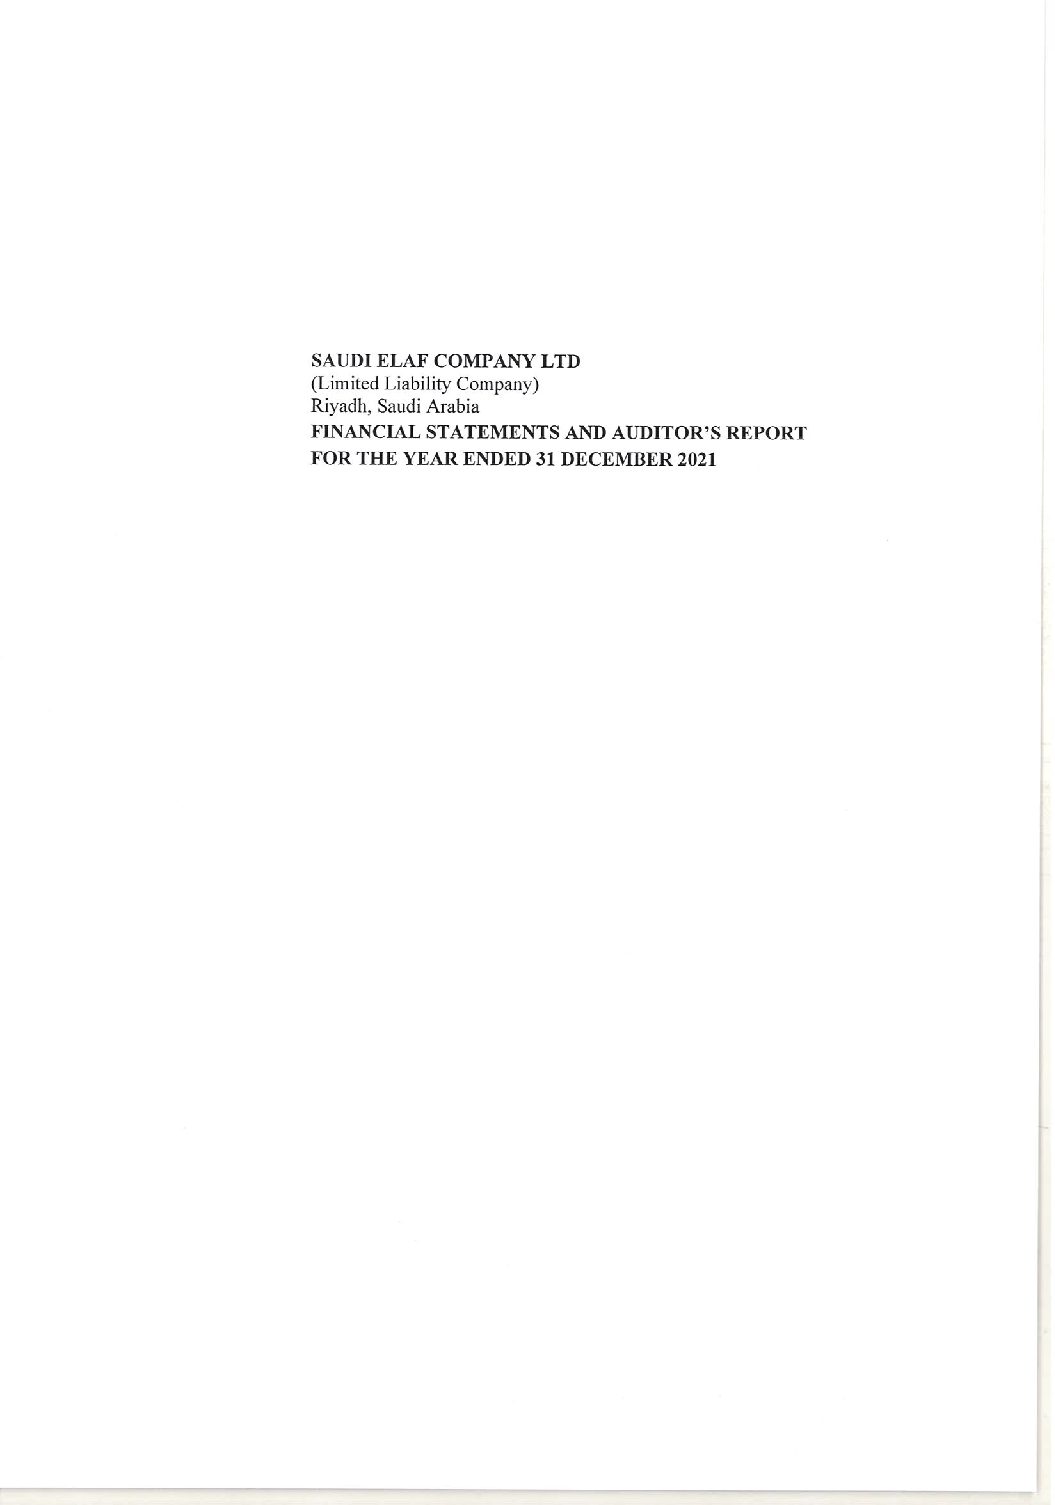 SAUDI ELAF COMPANY LTD
(Limited Liability Company)
Riyadh, Saudi Arabia
FINANCIAL STATEMENTS AND AUDITOR'S REPORT
FOR THE YEAR ENDED 31 DECEMBER 2021